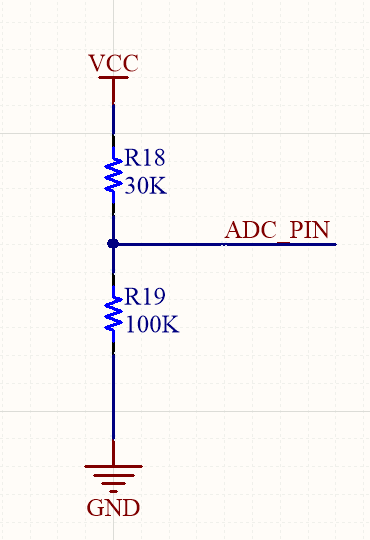 VCC
R18
30K
ADC_PIN
R19
100K
GND